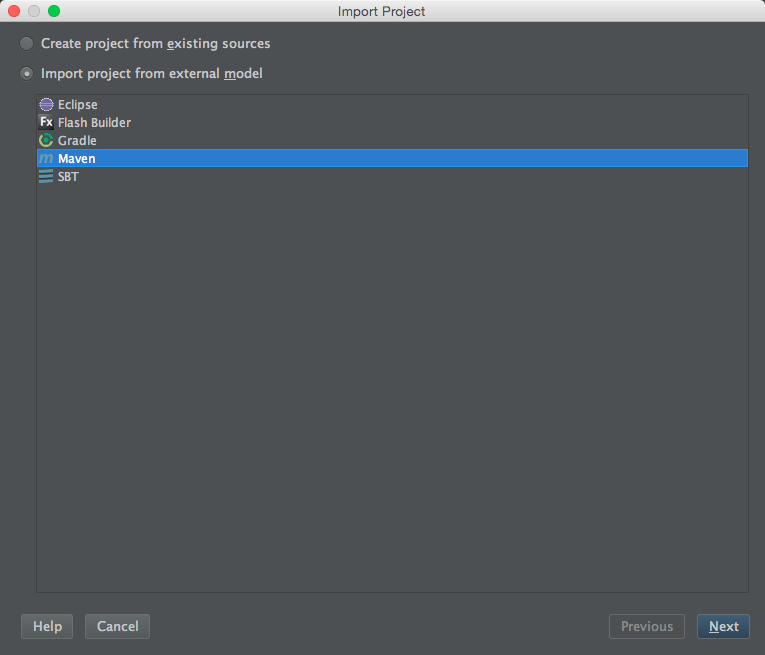 Import Project
Create project from existing sources
Import project from external model
Eclipse
Fx Flash Builder
Gradle
m Maven
SBT
Help Cancel Previous Next